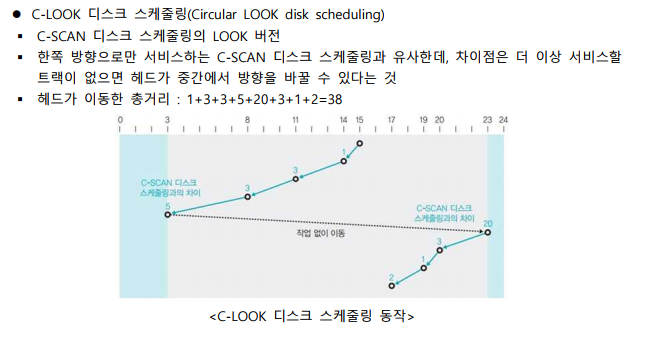 ● C-LOOK 디스크 스케줄링(Circular LOOK disk scheduling)
▪ C-SCAN 디스크 스케줄링의 LOOK 버전
▪ 한쪽 방향으로만 서비스하는 C-SCAN 디스크 스케줄링과 유사한데, 차이점은 더 이상 서비스할
트랙이 없으면 헤드가 중간에서 방향을 바꿀 수 있다는 것
▪ 헤드가 이동한 총거리 : 1+3+3+5+20+3+1+2=38
0 3 8 11 14 15 17 19 20 23 24
1
3
C-SCAN 디스크
스케줄링과의 차이
3
5
C-SCAN 디스크
스케줄링과의 차이
20
작업 없이 이동
3
1
2
<C-LOOK 디스크 스케줄링 동작>